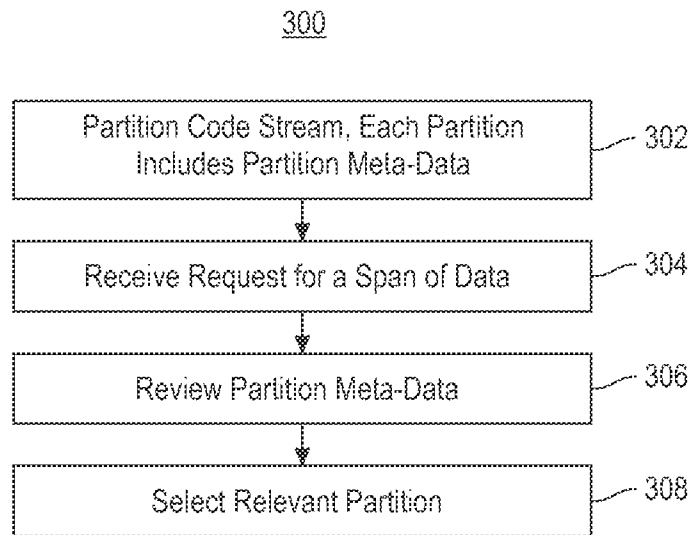 300
Partition Code Stream, Each Partition
Includes Partition Meta-Data
302
Receive Request for a Span of Data
304
Review Partition Meta-Data
306
Select Relevant Partition
308